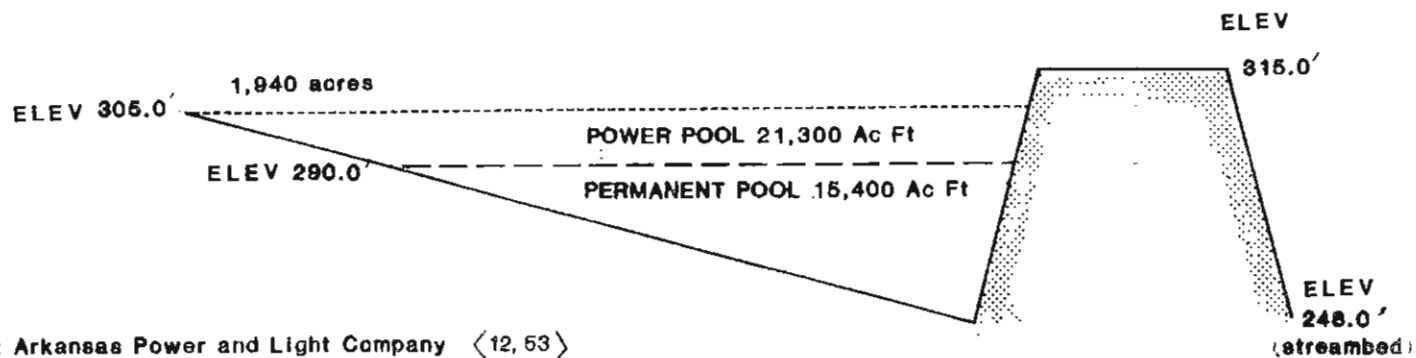 ELEV
315.0'
1,940 acres
ELEV 305.0'
POWER POOL 21,300 Ac Ft
ELEV 290.0'
PERMANENT POOL 15,400 Ac Ft
ELEV
248.0'
(streambed)
: Arkansas Power and Light Company <12, 53>